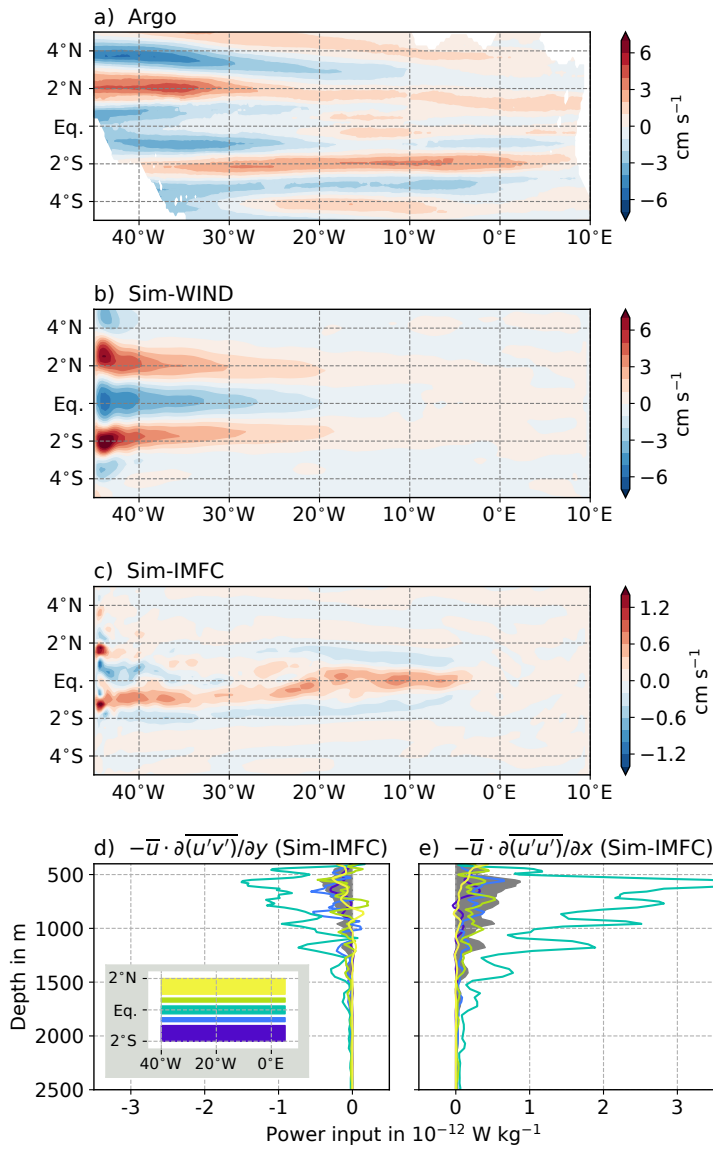 a)  Argo
4°N
2°N
Eq.
2°S
4°S
40°W 30°W 20°W 10°W 0°E 10°E
6
3
0
−3
−6
cm s⁻¹
b)  Sim-WIND
4°N
2°N
Eq.
2°S
4°S
40°W 30°W 20°W 10°W 0°E 10°E
6
3
0
−3
−6
cm s⁻¹
c)  Sim-IMFC
4°N
2°N
Eq.
2°S
4°S
40°W 30°W 20°W 10°W 0°E 10°E
1.2
0.6
0.0
−0.6
−1.2
cm s⁻¹
d)  −u̅ · ∂(u′v′)̅/∂y (Sim-IMFC)
e)  −u̅ · ∂(u′u′)̅/∂x (Sim-IMFC)
500
1000
1500
2000
2500
Depth in m
2°N
Eq.
2°S
40°W 20°W 0°E
−3 −2 −1 0
0 1 2 3
Power input in 10⁻¹² W kg⁻¹